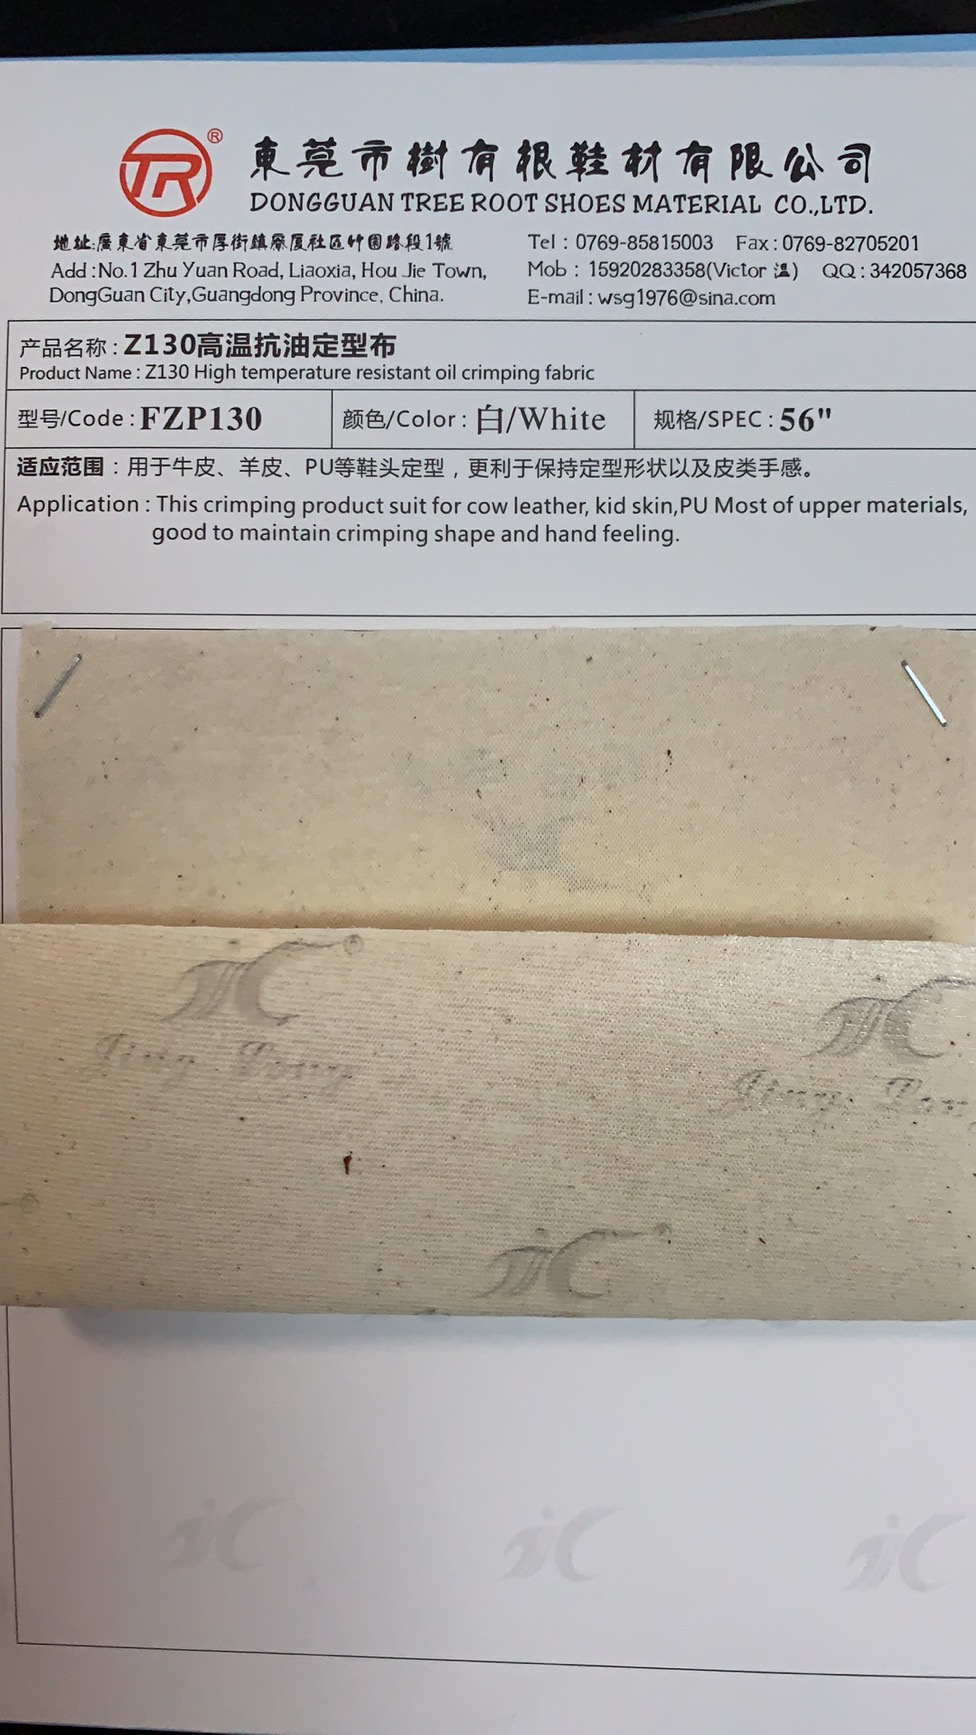 TR®
東莞市樹有根鞋材有限公司
DONGGUAN TREE ROOT SHOES MATERIAL CO.,LTD.
地址:廣東省東莞市厚街鎮寮厦社區竹園路段1號
Add :No.1 Zhu Yuan Road, Liaoxia, Hou Jie Town,
DongGuan City,Guangdong Province, China.
Tel : 0769-85815003 Fax : 0769-82705201
Mob : 15920283358(Victor 温) QQ : 342057368
E-mail : wsg1976@sina.com
产品名称 : Z130高温抗油定型布
Product Name : Z130 High temperature resistant oil crimping fabric
型号/Code : FZP130
颜色/Color : 白/White
规格/SPEC : 56"
适应范围 : 用于牛皮、羊皮、PU等鞋头定型，更利于保持定型形状以及皮类手感。
Application : This crimping product suit for cow leather, kid skin,PU Most of upper materials,
good to maintain crimping shape and hand feeling.